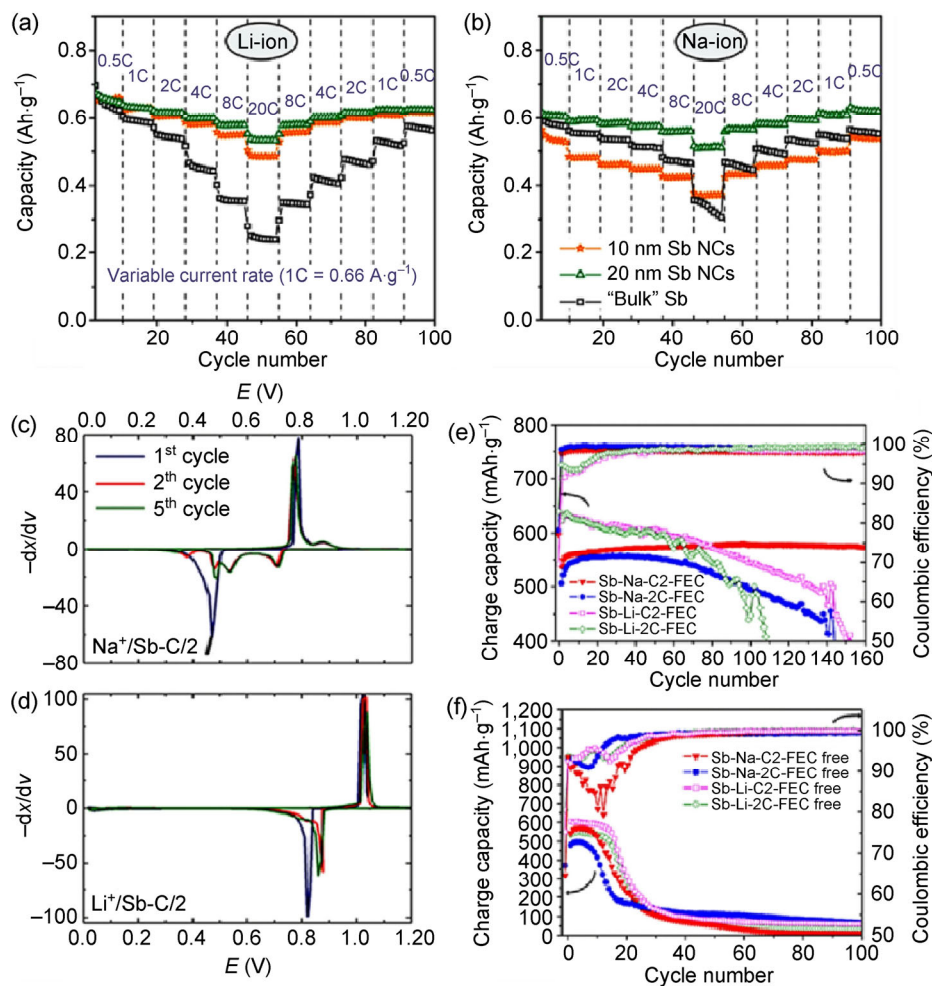 (a)
Li-ion
0.5C
1C
2C
4C
8C
20C
8C
4C
2C
1C
0.5C
Variable current rate (1C = 0.66 A·g⁻¹)
Capacity (Ah·g⁻¹)
0.8
0.6
0.4
0.2
0.0
20
40
60
80
100
Cycle number
(b)
Na-ion
0.5C
1C
2C
4C
8C
20C
8C
4C
2C
1C
0.5C
10 nm Sb NCs
20 nm Sb NCs
"Bulk" Sb
Capacity (Ah·g⁻¹)
0.8
0.6
0.4
0.2
0.0
20
40
60
80
100
Cycle number
E (V)
0.0 0.2 0.4 0.6 0.8 1.0 1.20
(c)
1st cycle
2th cycle
5th cycle
Na⁺/Sb-C/2
–dx/dv
80
40
0
–40
–80
(d)
Li⁺/Sb-C/2
–dx/dv
100
50
0
–50
–100
0.0 0.2 0.4 0.6 0.8 1.0 1.20
E (V)
(e)
Charge capacity (mAh·g⁻¹)
800
750
700
600
550
500
450
400
Sb-Na-C2-FEC
Sb-Na-2C-FEC
Sb-Li-C2-FEC
Sb-Li-2C-FEC
0 20 40 60 80 100 120 140 160
Cycle number
100
90
80
70
60
50
Coulombic efficiency (%)
(f)
Charge capacity (mAh·g⁻¹)
1,200
1,100
1,000
900
800
700
600
500
400
300
200
100
0
Sb-Na-C2-FEC free
Sb-Na-2C-FEC free
Sb-Li-C2-FEC free
Sb-Li-2C-FEC free
0 20 40 60 80 100
Cycle number
100
90
80
70
60
50
Coulombic efficiency (%)